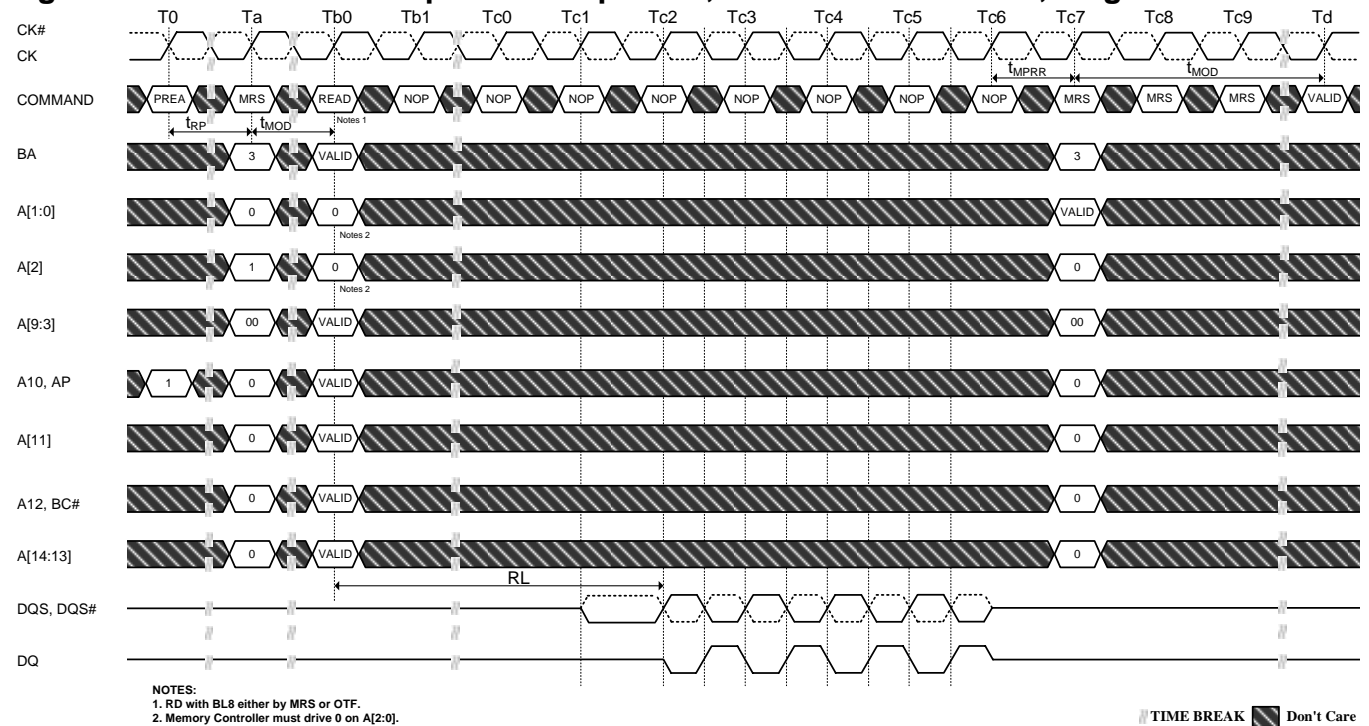 T0 Ta Tb0 Tb1 Tc0 Tc1 Tc2 Tc3 Tc4 Tc5 Tc6 Tc7 Tc8 Tc9 Td
CK#
CK
tMPRR tMOD
COMMAND PREA MRS READ NOP NOP NOP NOP NOP NOP NOP NOP MRS MRS MRS VALID
Notes 1
tRP tMOD
BA 3 VALID 3
A[1:0] 0 0 VALID
Notes 2
A[2] 1 0 0
Notes 2
A[9:3] 00 VALID 00
A10, AP 1 0 VALID 0
A[11] 0 VALID 0
A12, BC# 0 VALID 0
A[14:13] 0 VALID 0
RL
DQS, DQS#
DQ
NOTES:
1. RD with BL8 either by MRS or OTF.
2. Memory Controller must drive 0 on A[2:0].
TIME BREAK Don't Care